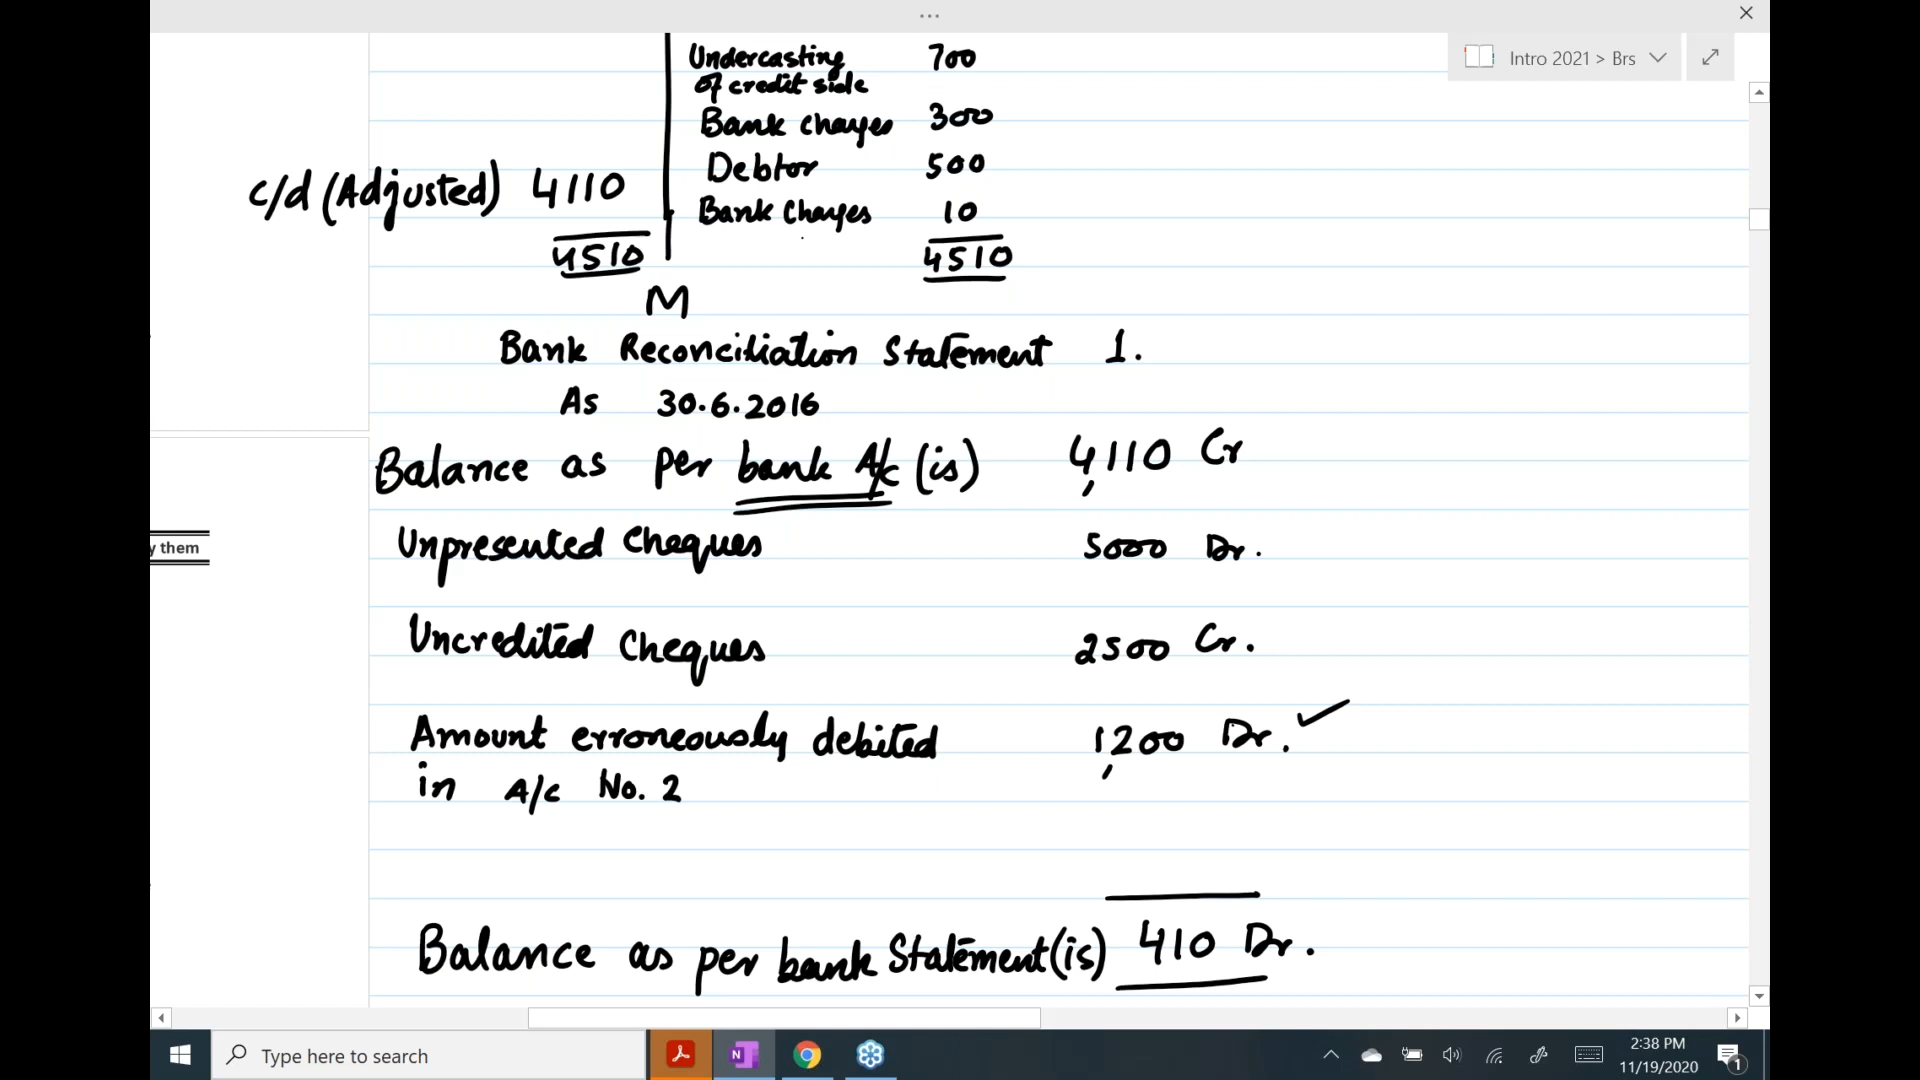 ...
Intro 2021 > Brs
Undercasting 700
of credit side
Bank charges 300
c/d (Adjusted) 4110
Debtor 500
Bank Charges 10
4510 4510
M
Bank Reconciliation Statement 1.
As 30.6.2016
Balance as per bank A/c (is) 4,110 Cr
Unpresented Cheques 5000 Dr.
y them
Uncredited Cheques 2500 Cr.
Amount erroneously debited 1,200 Dr.
in A/c No. 2
Balance as per bank Statement (is) 410 Dr.
Type here to search
N
2:38 PM
11/19/2020
1